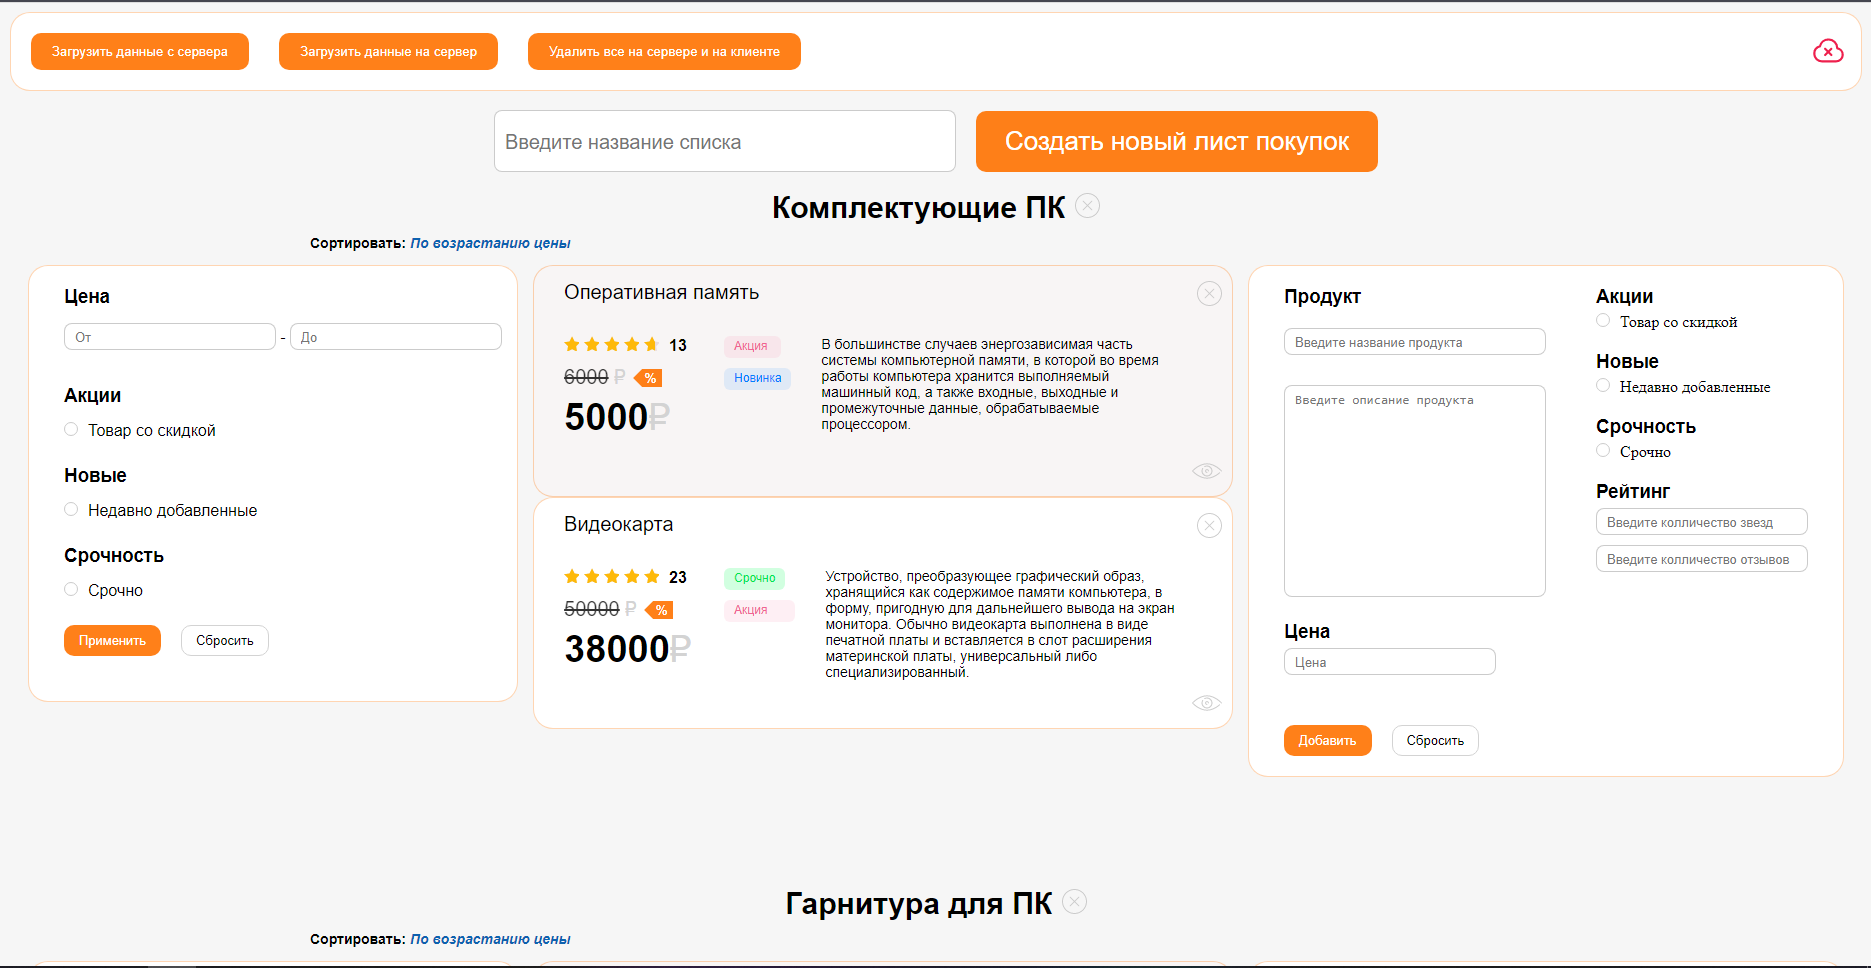 Загрузить данные с сервера
Загрузить данные на сервер
Удалить все на сервере и на клиенте
Введите название списка
Создать новый лист покупок
Комплектующие ПК
Сортировать: По возрастанию цены
Цена
От - До
Акции
Товар со скидкой
Новые
Недавно добавленные
Срочность
Срочно
Применить
Сбросить
Оперативная память
13
6000 ₽ %
5000₽
Акция
Новинка
В большинстве случаев энергозависимая часть
системы компьютерной памяти, в которой во время
работы компьютера хранится выполняемый
машинный код, а также входные, выходные и
промежуточные данные, обрабатываемые
процессором.
Видеокарта
23
50000 ₽ %
38000₽
Срочно
Акция
Устройство, преобразующее графический образ,
хранящийся как содержимое памяти компьютера, в
форму, пригодную для дальнейшего вывода на экран
монитора. Обычно видеокарта выполнена в виде
печатной платы и вставляется в слот расширения
материнской платы, универсальный либо
специализированный.
Продукт
Введите название продукта
Введите описание продукта
Цена
Цена
Добавить
Сбросить
Акции
Товар со скидкой
Новые
Недавно добавленные
Срочность
Срочно
Рейтинг
Введите колличество звезд
Введите колличество отзывов
Гарнитура для ПК
Сортировать: По возрастанию цены